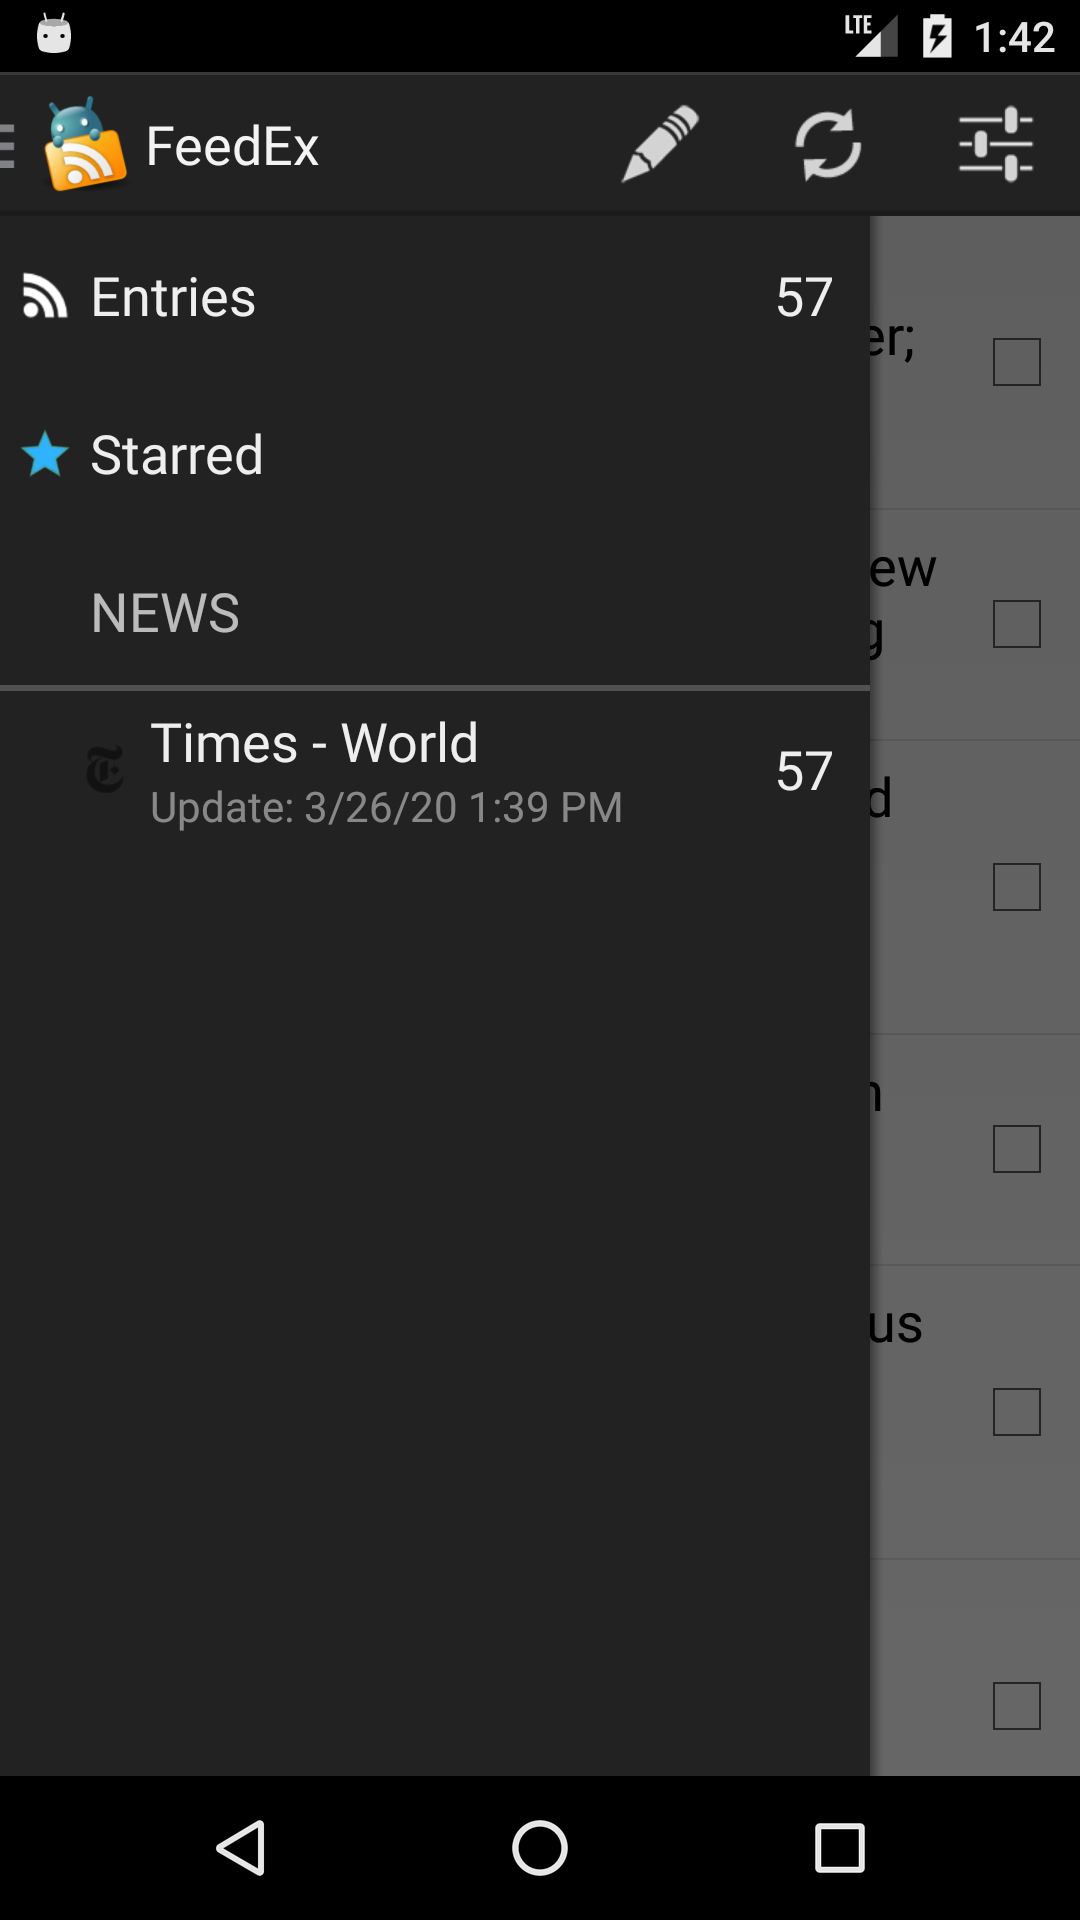 LTE 1:42
FeedEx
Entries 57
er;
Starred
ew
NEWS
g
Times - World 57
Update: 3/26/20 1:39 PM
d
n
us